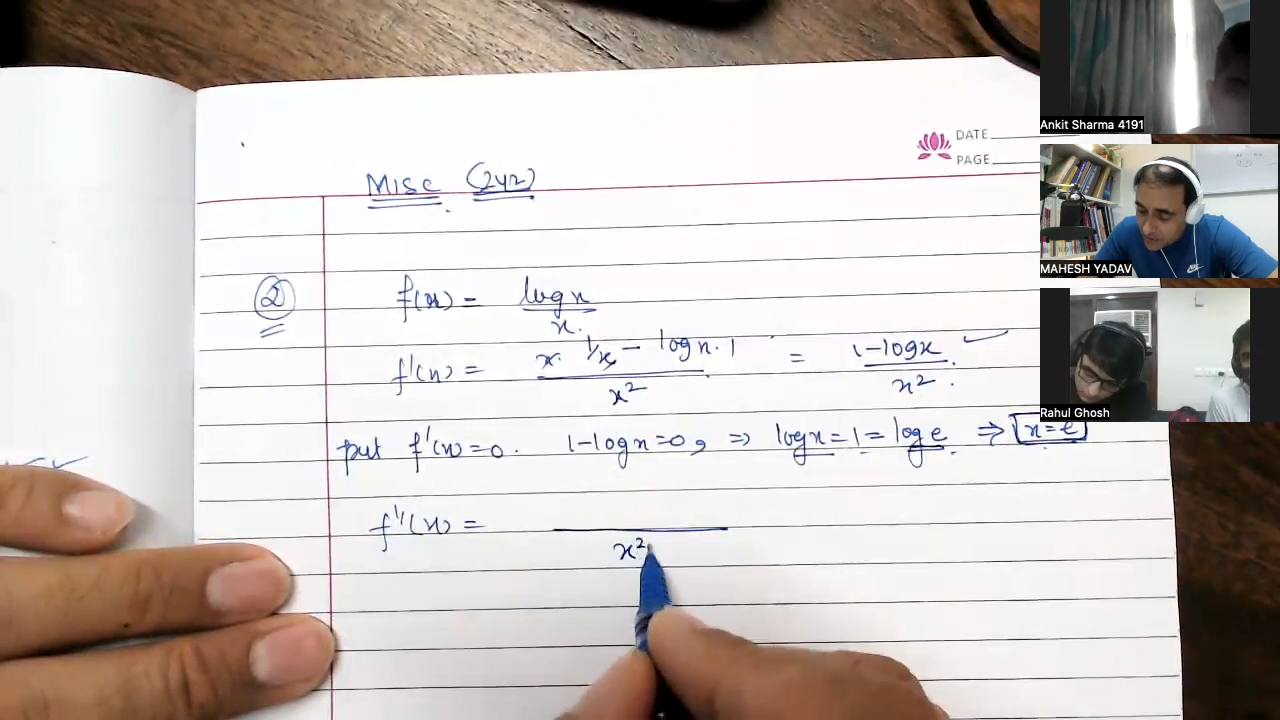 DATE
PAGE
Misc (242)
② f(x) = log x / x.
f'(x) = x. 1/x - log x. 1 / x² = 1-log x / x².
put f'(x)=0. 1-log x=0, ⇒ log x=1=log e. ⇒ x=e
f''(x) = / x²
Ankit Sharma 4191
MAHESH YADAV
Rahul Ghosh